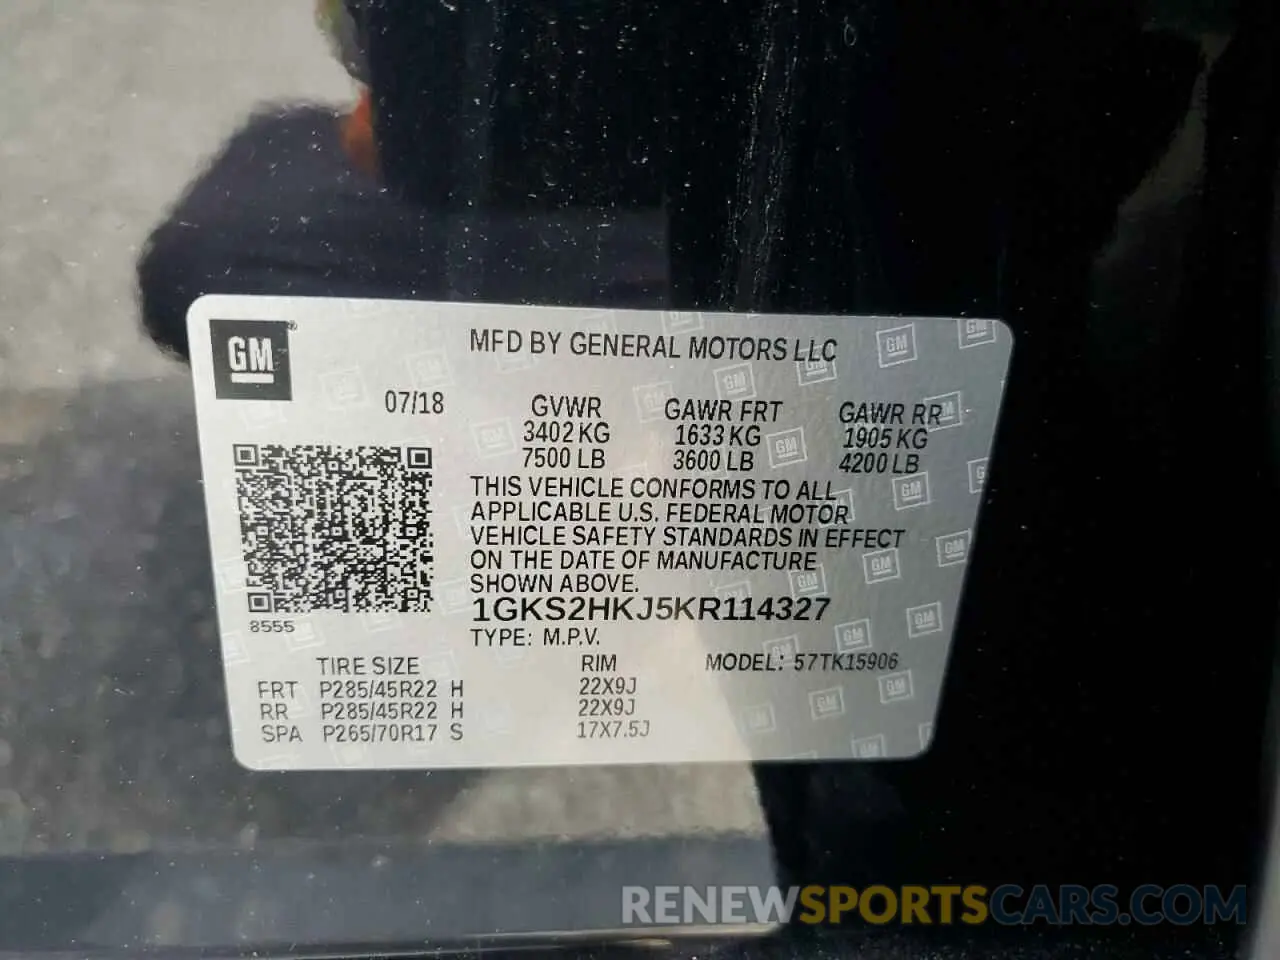 GM®
MFD BY GENERAL MOTORS LLC
07/18 GVWR GAWR FRT GAWR RR
3402 KG 1633 KG 1905 KG
7500 LB 3600 LB 4200 LB
THIS VEHICLE CONFORMS TO ALL
APPLICABLE U.S. FEDERAL MOTOR
VEHICLE SAFETY STANDARDS IN EFFECT
ON THE DATE OF MANUFACTURE
SHOWN ABOVE.
1GKS2HKJ5KR114327
8555
TYPE: M.P.V.
TIRE SIZE RIM MODEL: 57TK15906
FRT P285/45R22 H 22X9J
RR P285/45R22 H 22X9J
SPA P265/70R17 S 17X7.5J
RENEWSPORTSCARS.COM